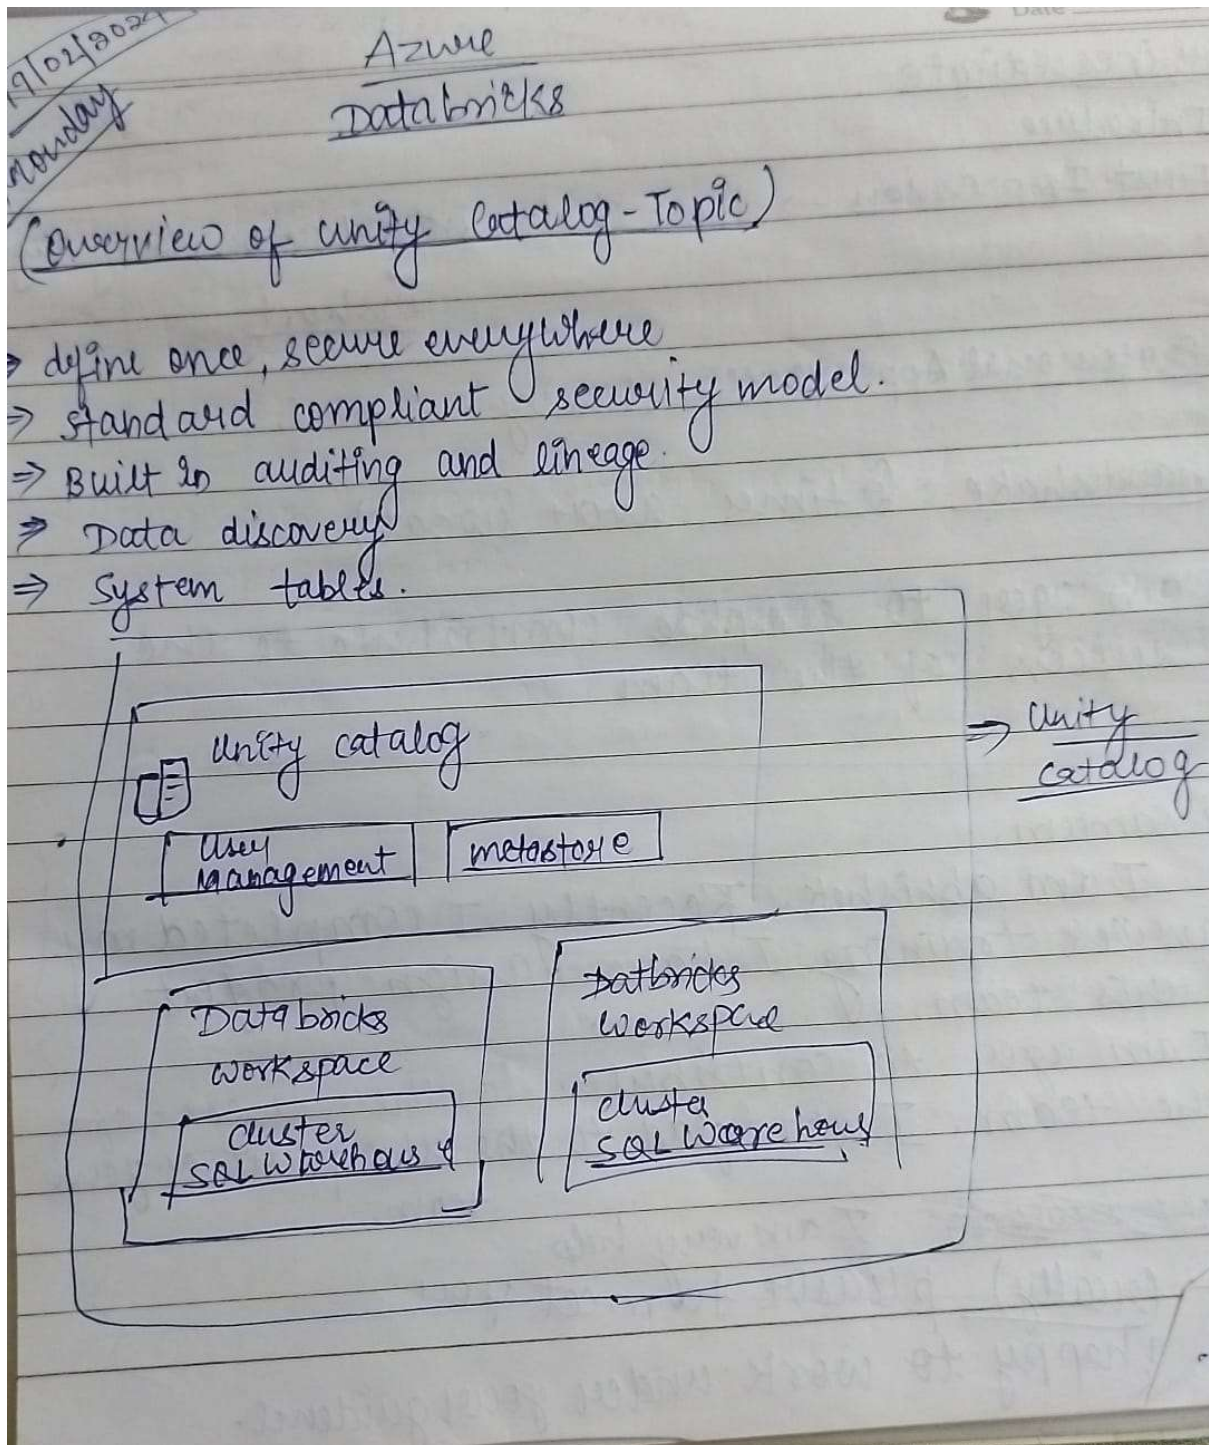 19/02/2024
Monday
Azure
Databricks
(Overview of unity Catalog-Topic)
⇒ define once, secure everywhere
⇒ standard compliant security model.
⇒ Built in auditing and lineage.
⇒ Data discovery
⇒ System tables.
Unity catalog
User Management
metastore
⇒ Unity
catalog
Databricks
workspace
cluster
SQL Warehouse
Datbricks
workspace
cluster
SQL Warehouse